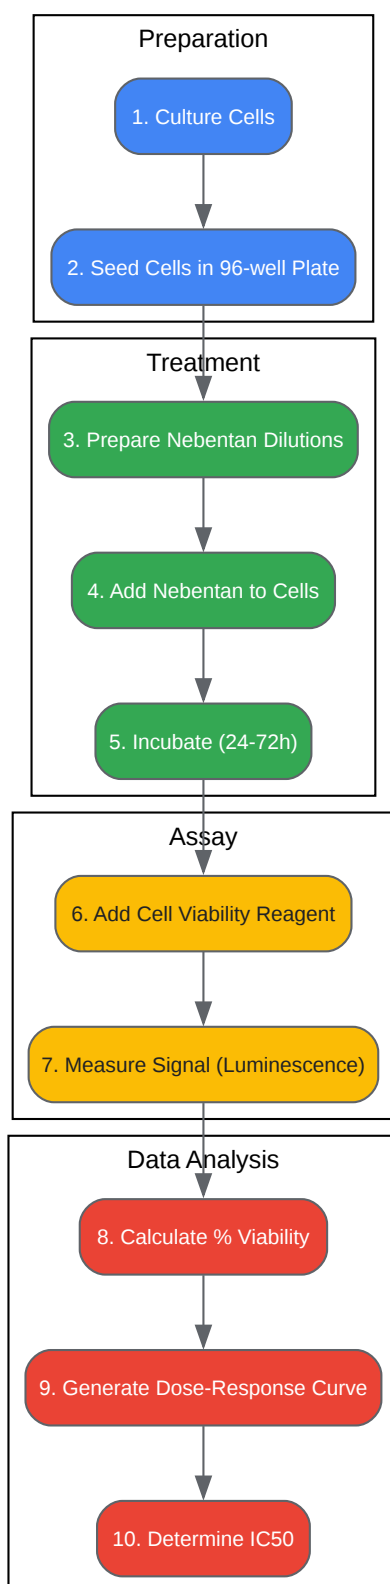 Preparation
1. Culture Cells
2. Seed Cells in 96-well Plate
Treatment
3. Prepare Nebentan Dilutions
4. Add Nebentan to Cells
5. Incubate (24-72h)
Assay
6. Add Cell Viability Reagent
7. Measure Signal (Luminescence)
Data Analysis
8. Calculate % Viability
9. Generate Dose-Response Curve
10. Determine IC50